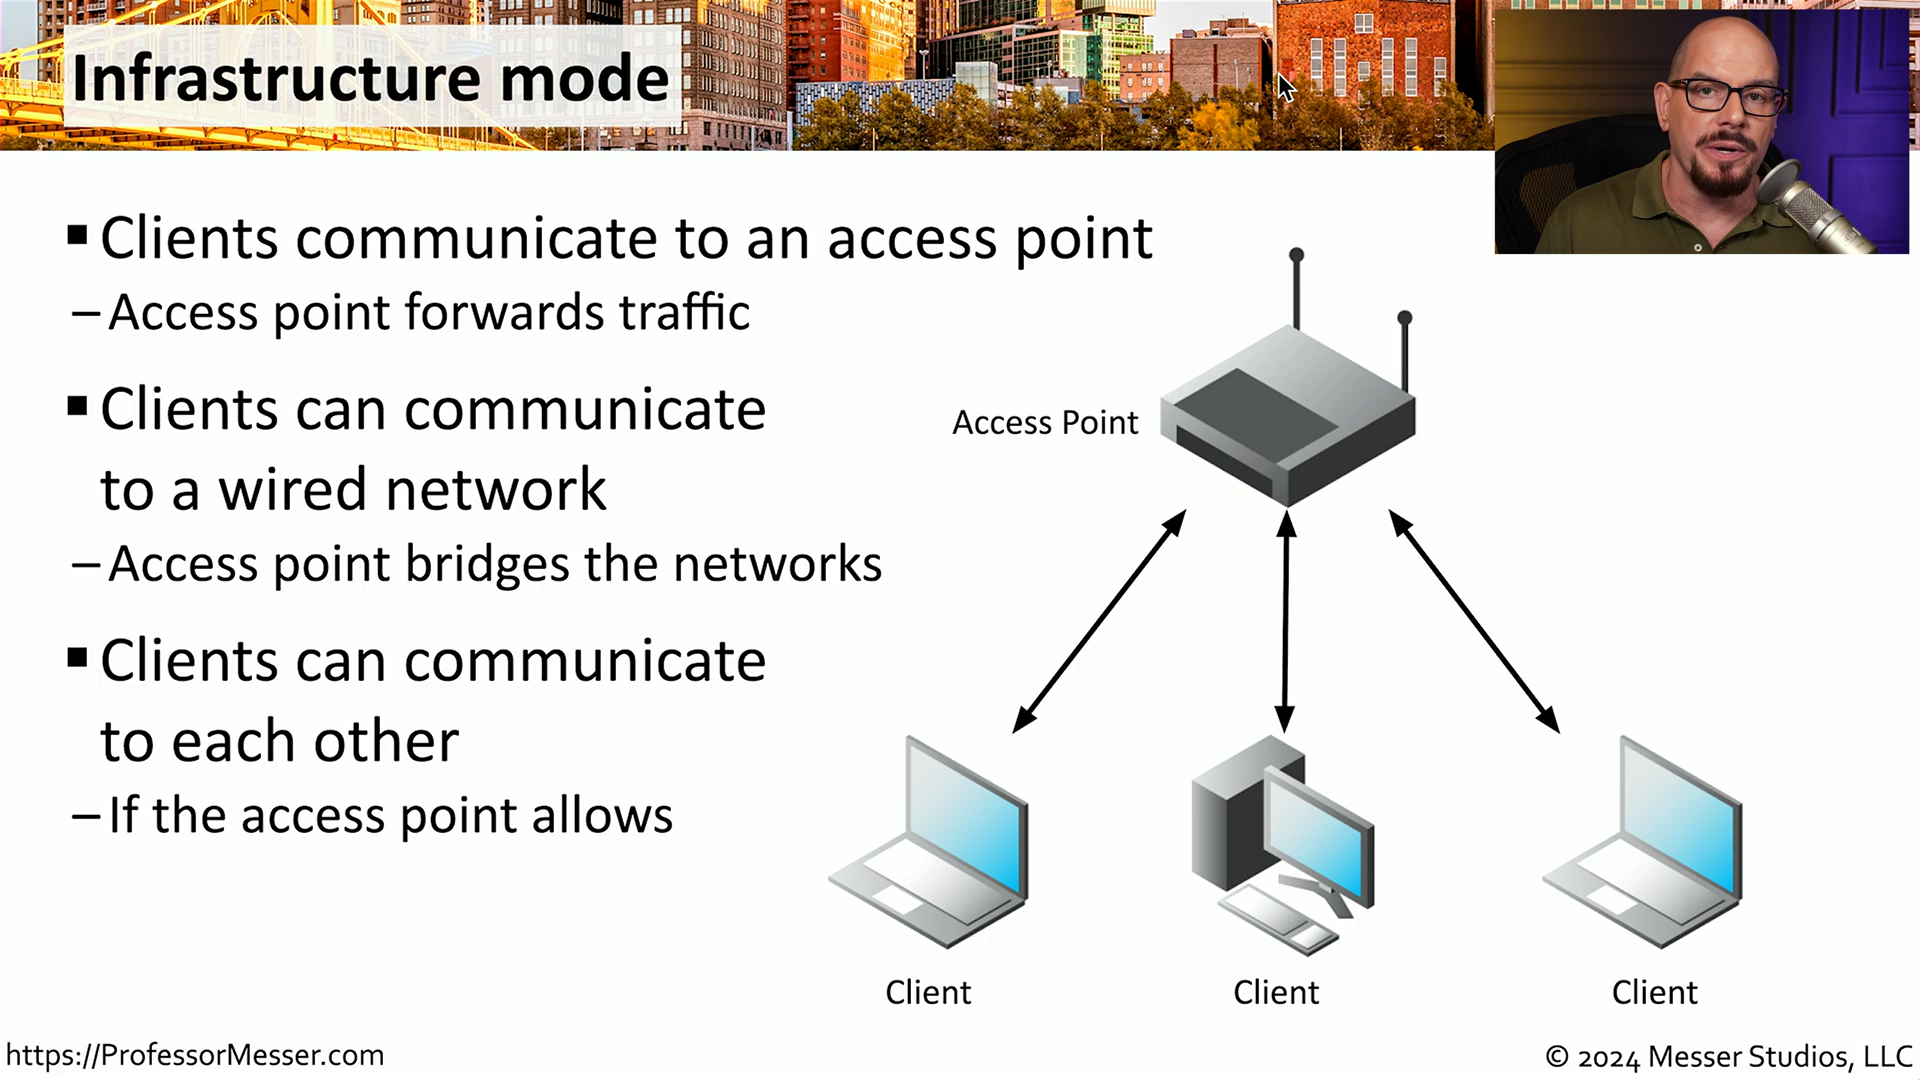 Infrastructure mode
▪ Clients communicate to an access point
– Access point forwards traffic
▪ Clients can communicate
to a wired network
– Access point bridges the networks
▪ Clients can communicate
to each other
– If the access point allows
Access Point
Client
Client
Client
https://ProfessorMesser.com
© 2024 Messer Studios, LLC